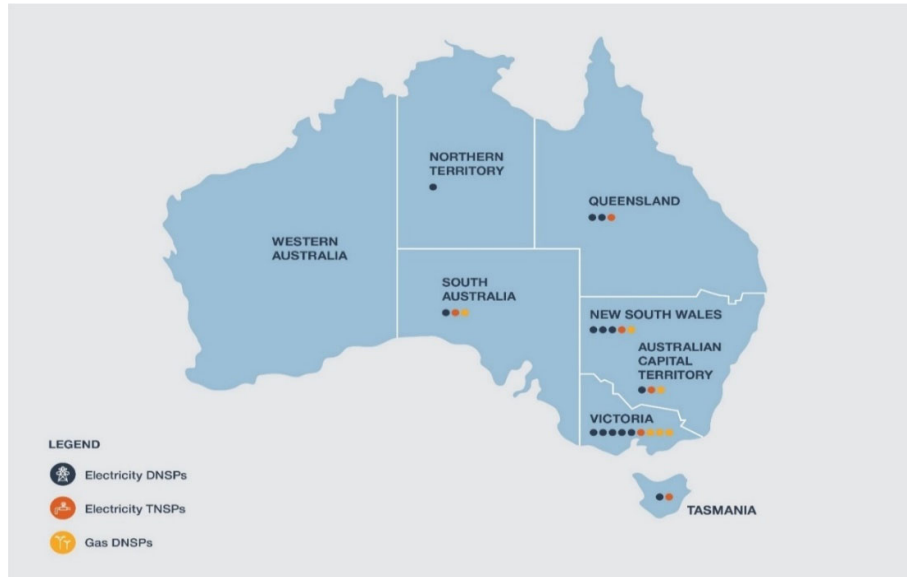 NORTHERN
TERRITORY
QUEENSLAND
WESTERN
AUSTRALIA
SOUTH
AUSTRALIA
NEW SOUTH WALES
AUSTRALIAN
CAPITAL
TERRITORY
VICTORIA
TASMANIA
LEGEND
Electricity DNSPs
Electricity TNSPs
Gas DNSPs